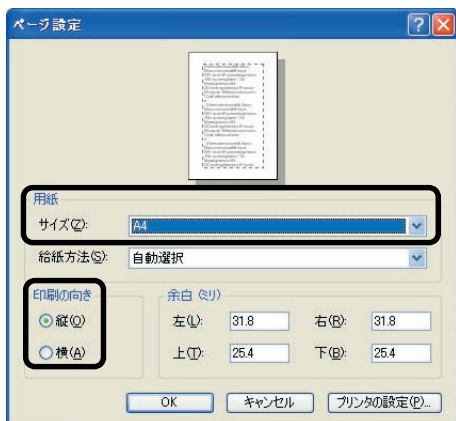 ページ設定
用紙
サイズ(Z): A4
給紙方法(S): 自動選択
印刷の向き
縦(O)
横(A)
余白 (ミリ)
左(L): 31.8 右(R): 31.8
上(T): 25.4 下(B): 25.4
OK キャンセル プリンタの設定(P)...